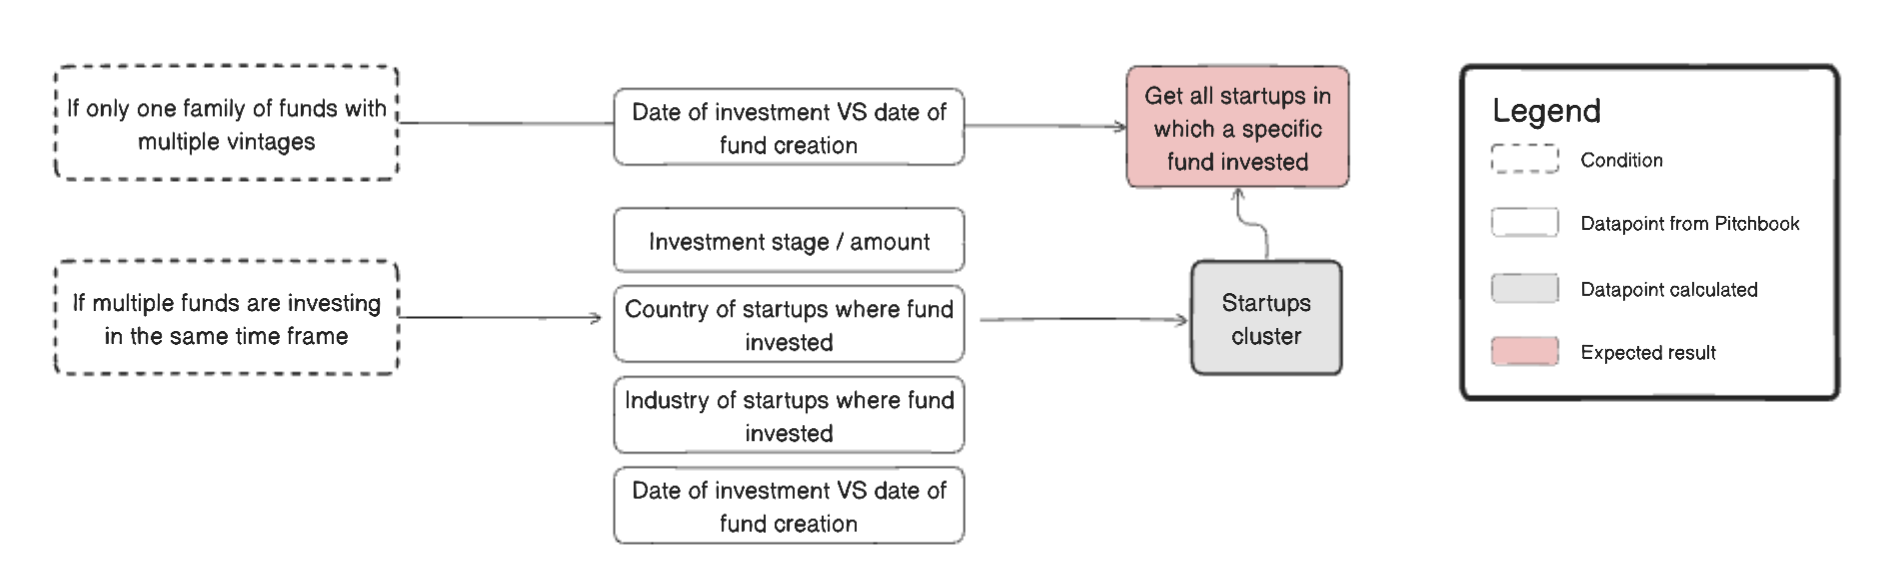 If only one family of funds with
multiple vintages
Date of investment VS date of
fund creation
Get all startups in
which a specific
fund invested
If multiple funds are investing
in the same time frame
Investment stage / amount
Country of startups where fund
invested
Industry of startups where fund
invested
Date of investment VS date of
fund creation
Startups
cluster
Legend
Condition
Datapoint from Pitchbook
Datapoint calculated
Expected result